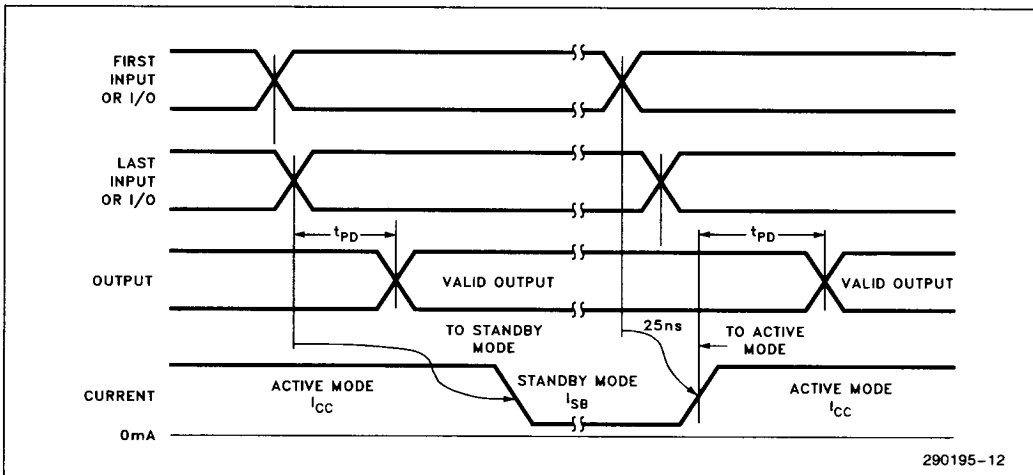 FIRST
INPUT
OR I/O
LAST
INPUT
OR I/O
tPD
tPD
OUTPUT
VALID OUTPUT
VALID OUTPUT
TO STANDBY
MODE
25ns
TO ACTIVE
MODE
CURRENT
ACTIVE MODE
ICC
STANDBY MODE
ISB
ACTIVE MODE
ICC
0mA
290195-12